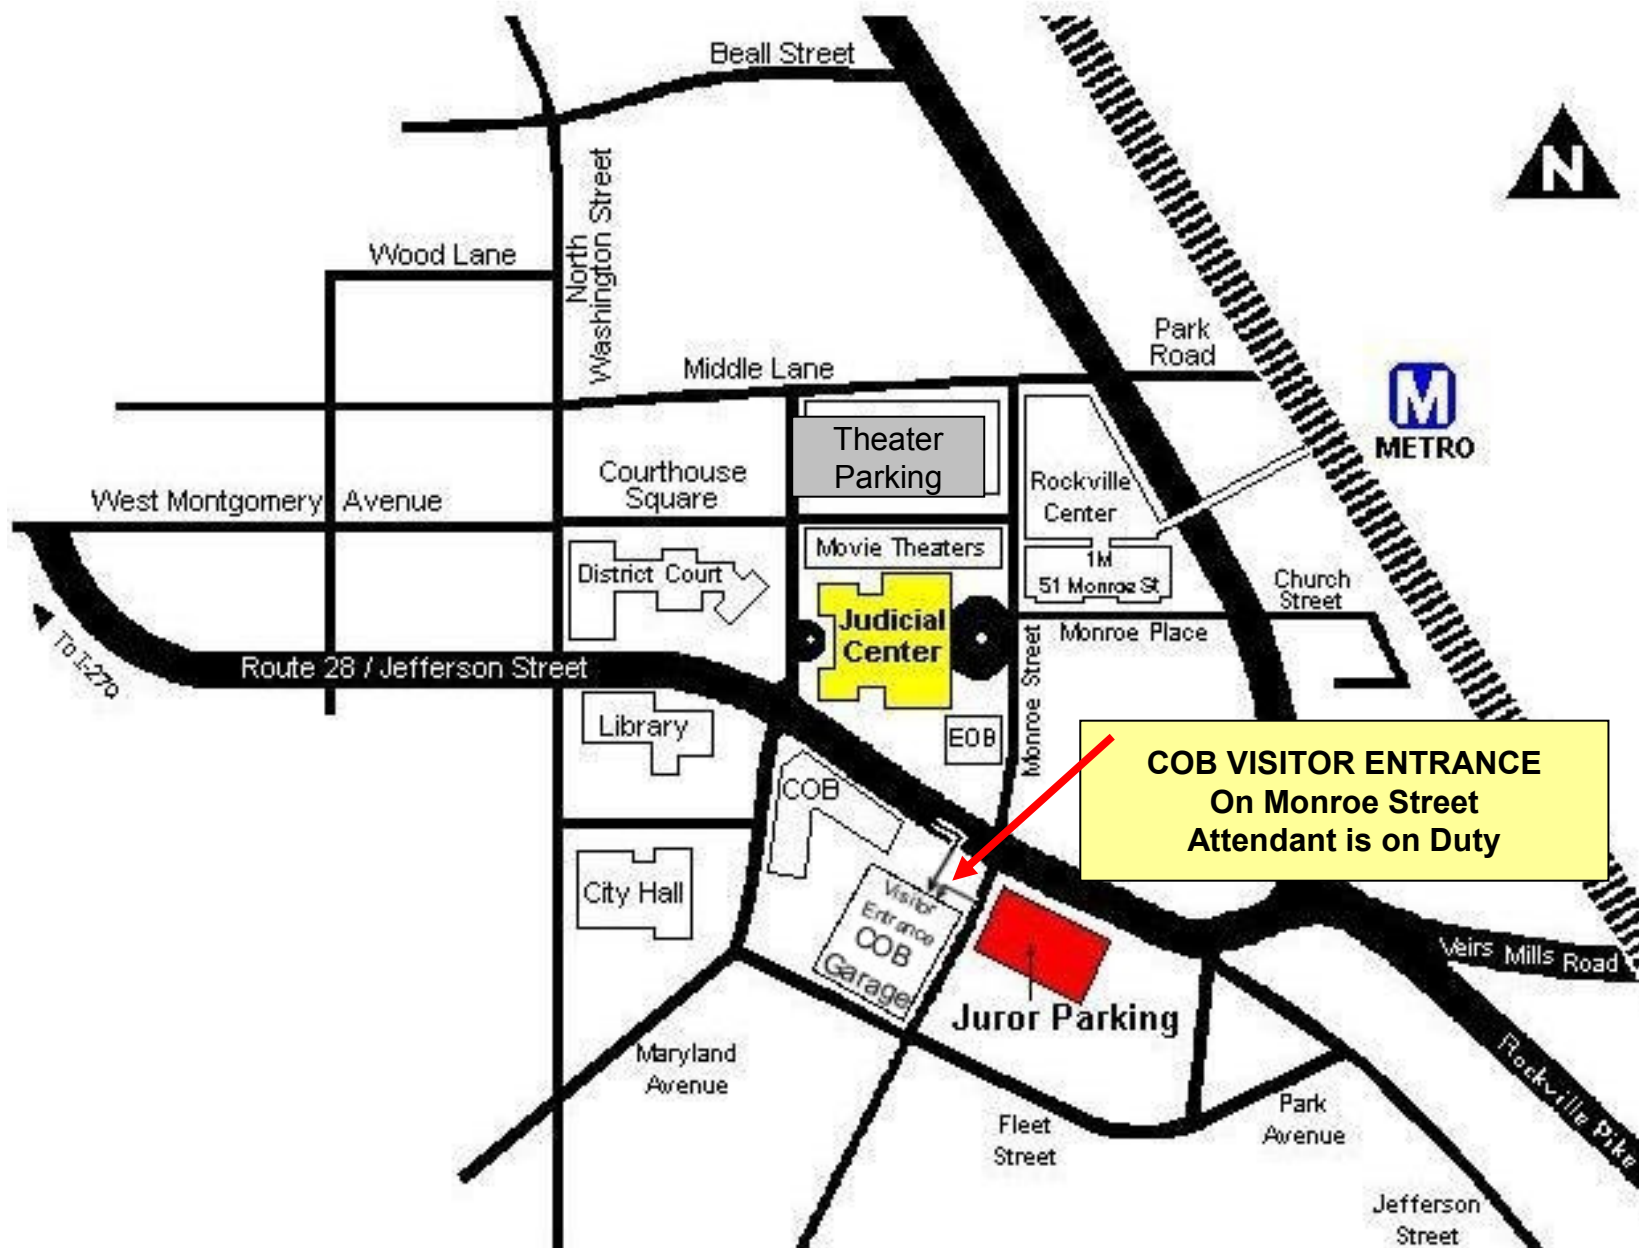 Beall Street
N
North
Washington Street
Wood Lane
Park
Road
Middle Lane
M
METRO
Theater
Parking
Courthouse
Square
Rockville
Center
West Montgomery Avenue
Movie Theaters
1M
51 Monroe St
District Court
Church
Street
Judicial
Center
Monroe Place
Monroe Street
To I-270
Route 28 / Jefferson Street
Library
EOB
COB VISITOR ENTRANCE
On Monroe Street
Attendant is on Duty
COB
City Hall
Visitor
Entrance
COB
Garage
Veirs Mills Road
Juror Parking
Maryland
Avenue
Rockville Pike
Fleet
Street
Park
Avenue
Jefferson
Street